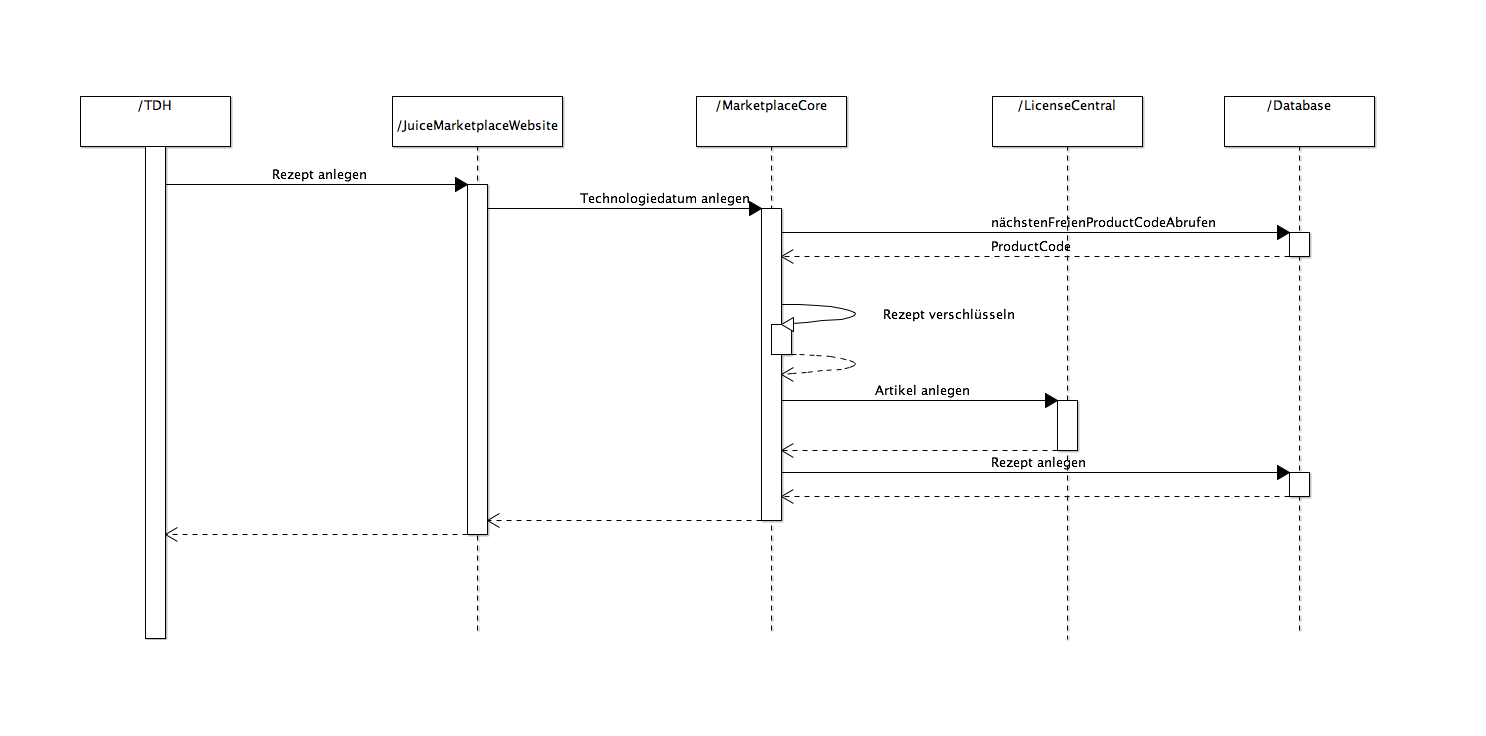 /TDH
/JuiceMarketplaceWebsite
/MarketplaceCore
/LicenseCentral
/Database
Rezept anlegen
Technologiedatum anlegen
nächstenFreienProductCodeAbrufen
ProductCode
Rezept verschlüsseln
Artikel anlegen
Rezept anlegen